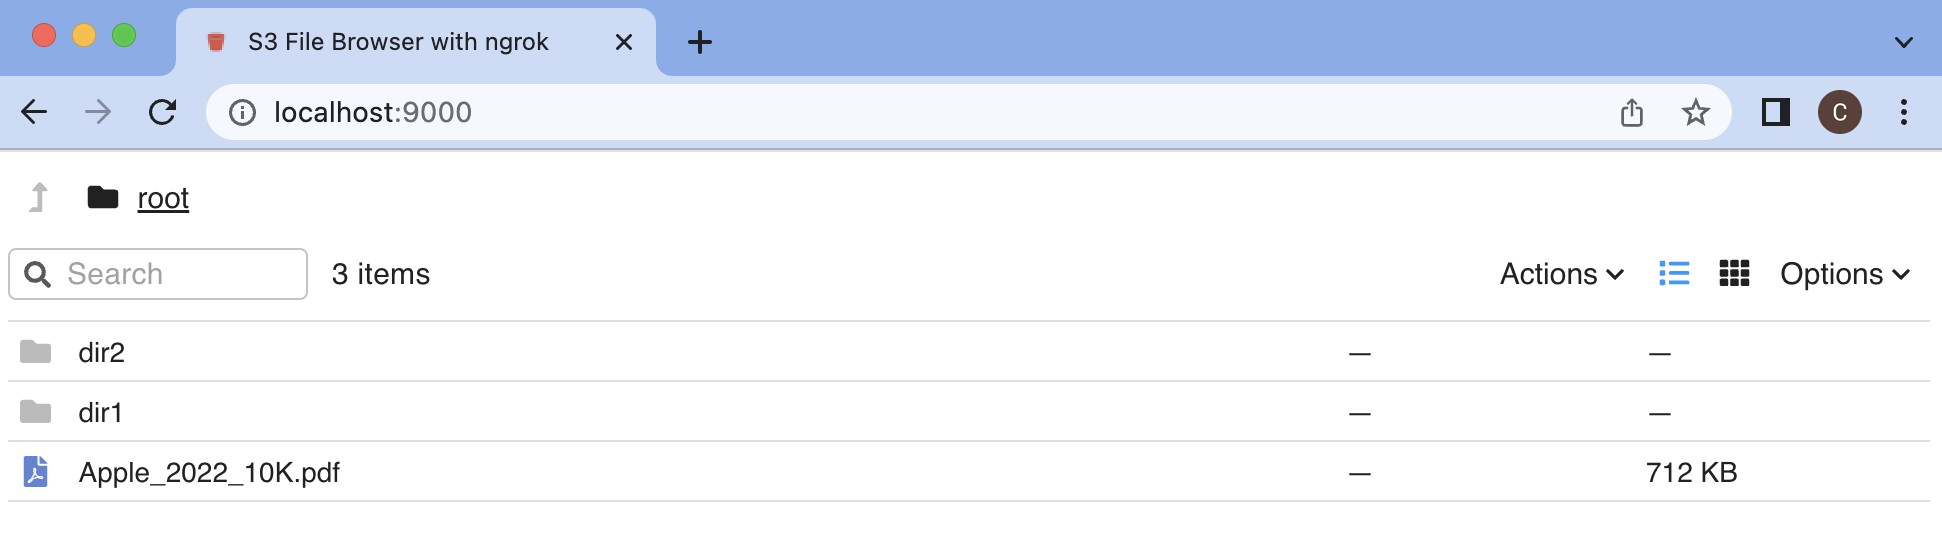 S3 File Browser with ngrok
localhost:9000
C
root
Search 3 items Actions Options
dir2 — —
dir1 — —
Apple_2022_10K.pdf — 712 KB